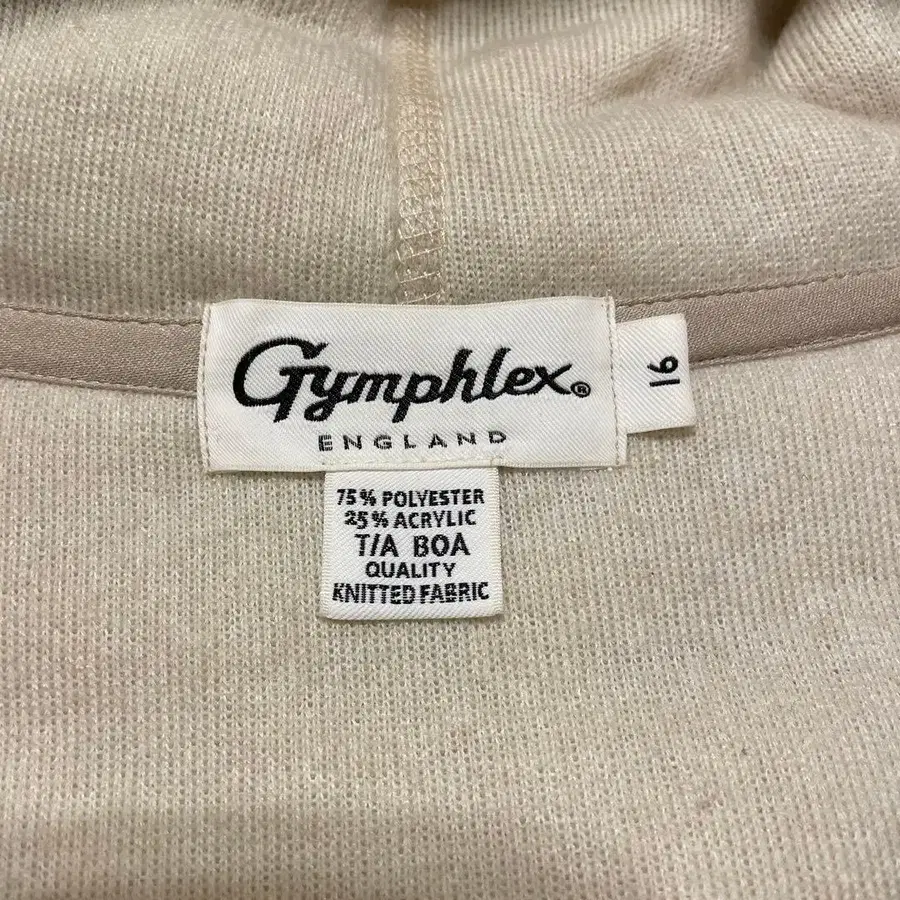 Gymphlex®
ENGLAND
16
75% POLYESTER
25% ACRYLIC
T/A BOA
QUALITY
KNITTED FABRIC